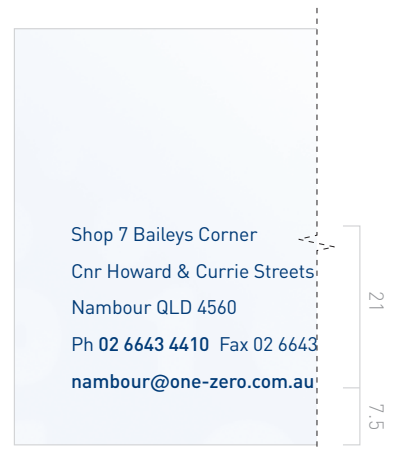 Shop 7 Baileys Corner
Cnr Howard & Currie Streets
Nambour QLD 4560
Ph 02 6643 4410 Fax 02 6643
nambour@one-zero.com.au
21
7.5